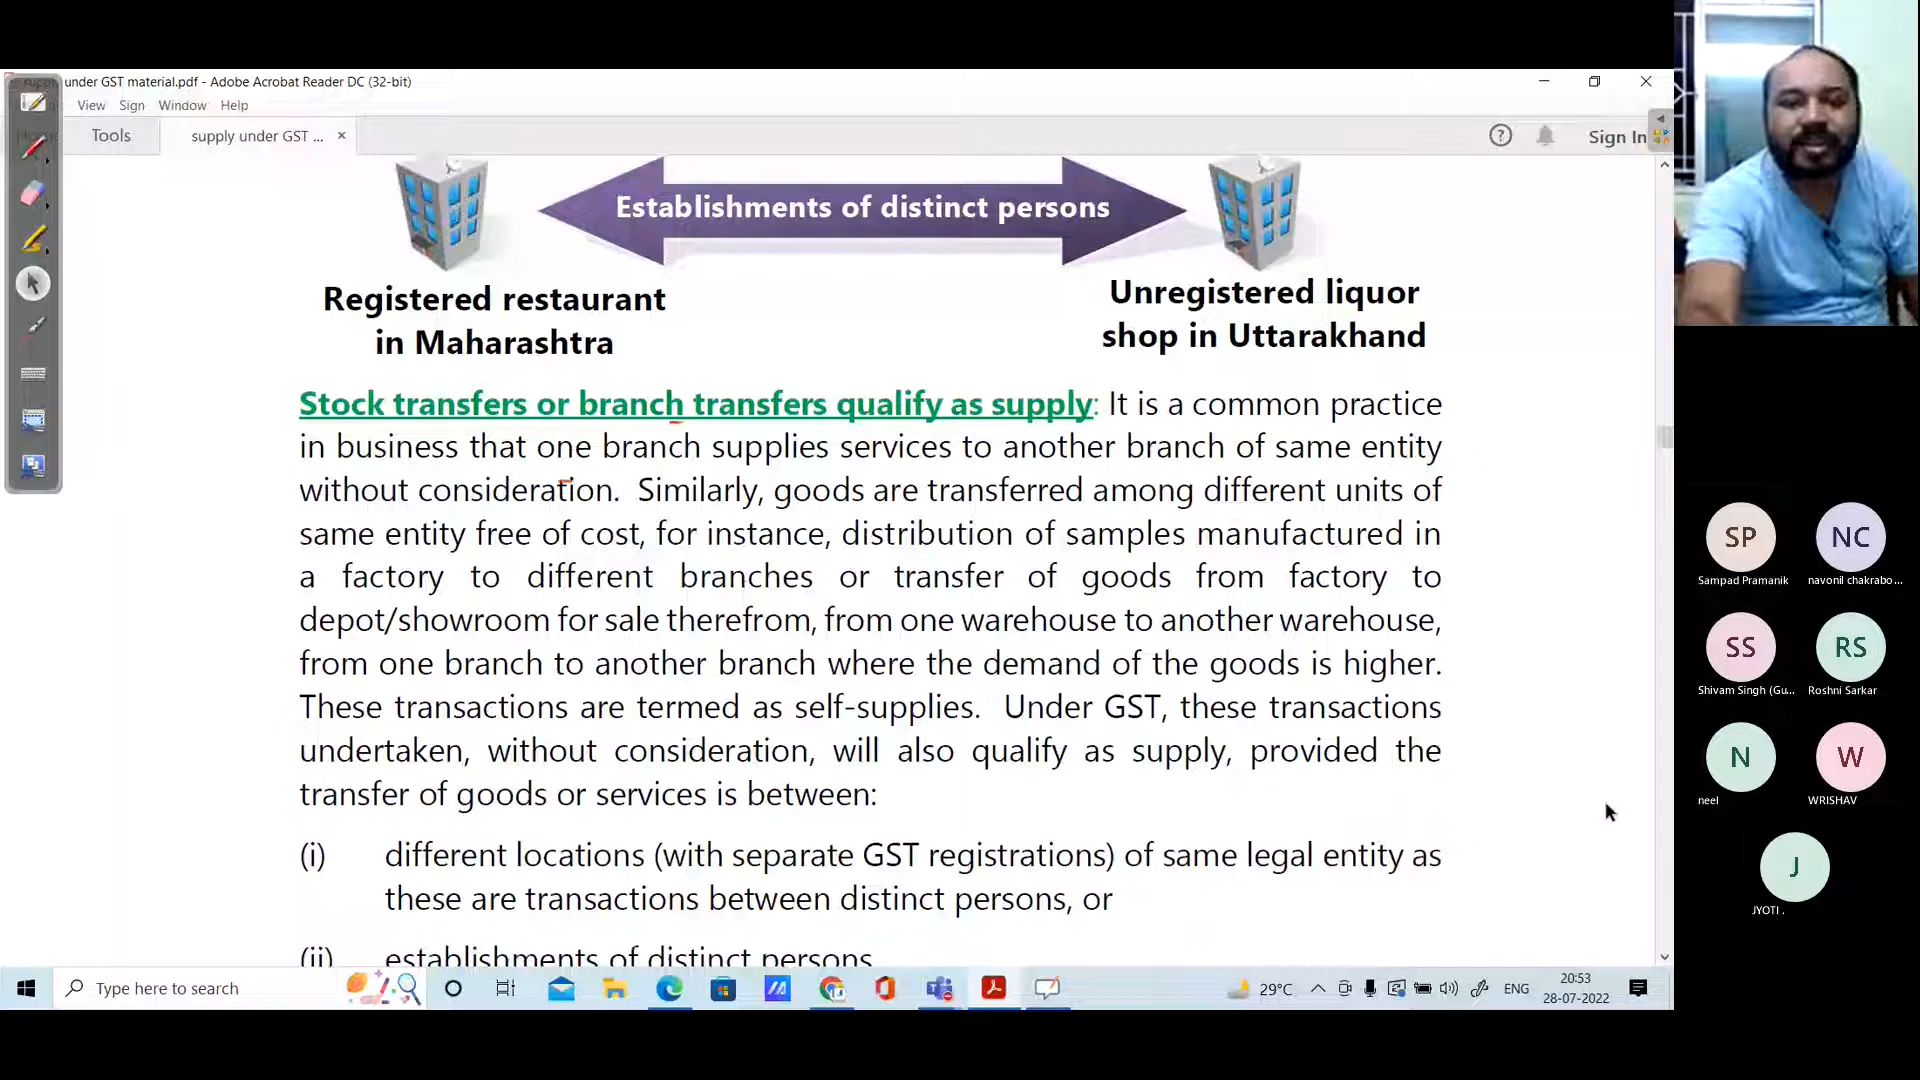 supply under GST material.pdf - Adobe Acrobat Reader DC (32-bit)
View Sign Window Help
Tools
supply under GST ... ×
Sign In
Establishments of distinct persons
Registered restaurant
in Maharashtra
Unregistered liquor
shop in Uttarakhand
Stock transfers or branch transfers qualify as supply: It is a common practice
in business that one branch supplies services to another branch of same entity
without consideration. Similarly, goods are transferred among different units of
same entity free of cost, for instance, distribution of samples manufactured in
a factory to different branches or transfer of goods from factory to
depot/showroom for sale therefrom, from one warehouse to another warehouse,
from one branch to another branch where the demand of the goods is higher.
These transactions are termed as self-supplies. Under GST, these transactions
undertaken, without consideration, will also qualify as supply, provided the
transfer of goods or services is between:
(i) different locations (with separate GST registrations) of same legal entity as
these are transactions between distinct persons, or
(ii) establishments of distinct persons
Type here to search
29°C
ENG
20:53
28-07-2022
SP
Sampad Pramanik
NC
navonil chakrabo...
SS
Shivam Singh (Gu...
RS
Roshni Sarkar
N
neel
W
WRISHAV
J
JYOTI .